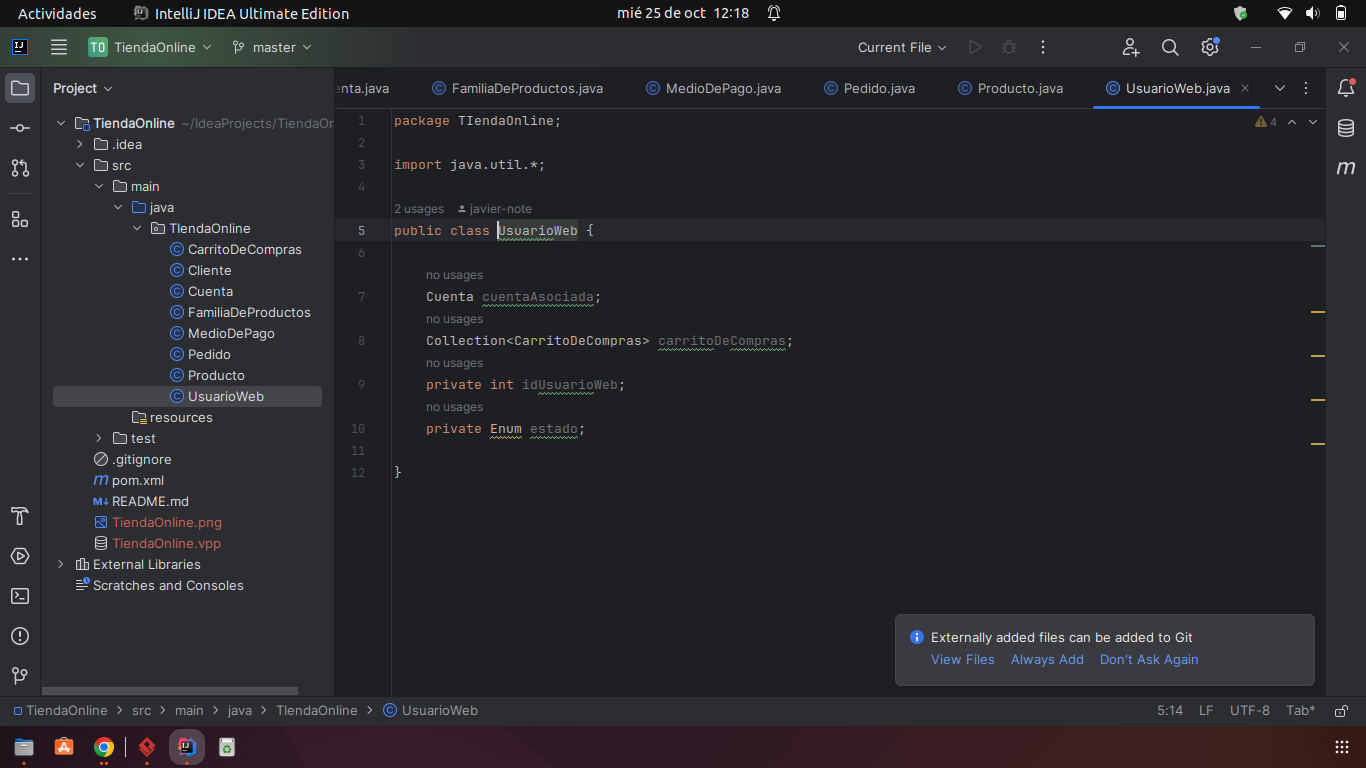 Actividades IntelliJ IDEA Ultimate Edition mié 25 de oct 12:18
TO TiendaOnline master Current File
Project
enta.java FamiliaDeProductos.java MedioDePago.java Pedido.java Producto.java UsuarioWeb.java
TiendaOnline ~/IdeaProjects/TiendaOn
.idea
src
main
java
TIendaOnline
CarritoDeCompras
Cliente
Cuenta
FamiliaDeProductos
MedioDePago
Pedido
Producto
UsuarioWeb
resources
test
.gitignore
pom.xml
README.md
TiendaOnline.png
TiendaOnline.vpp
External Libraries
Scratches and Consoles
1 package TIendaOnline; 4
2
3 import java.util.*;
4
2 usages javier-note
5 public class UsuarioWeb {
6
no usages
7 Cuenta cuentaAsociada;
no usages
8 Collection<CarritoDeCompras> carritoDeCompras;
no usages
9 private int idUsuarioWeb;
no usages
10 private Enum estado;
11
12 }
Externally added files can be added to Git
View Files Always Add Don't Ask Again
TiendaOnline > src > main > java > TIendaOnline > UsuarioWeb 5:14 LF UTF-8 Tab*